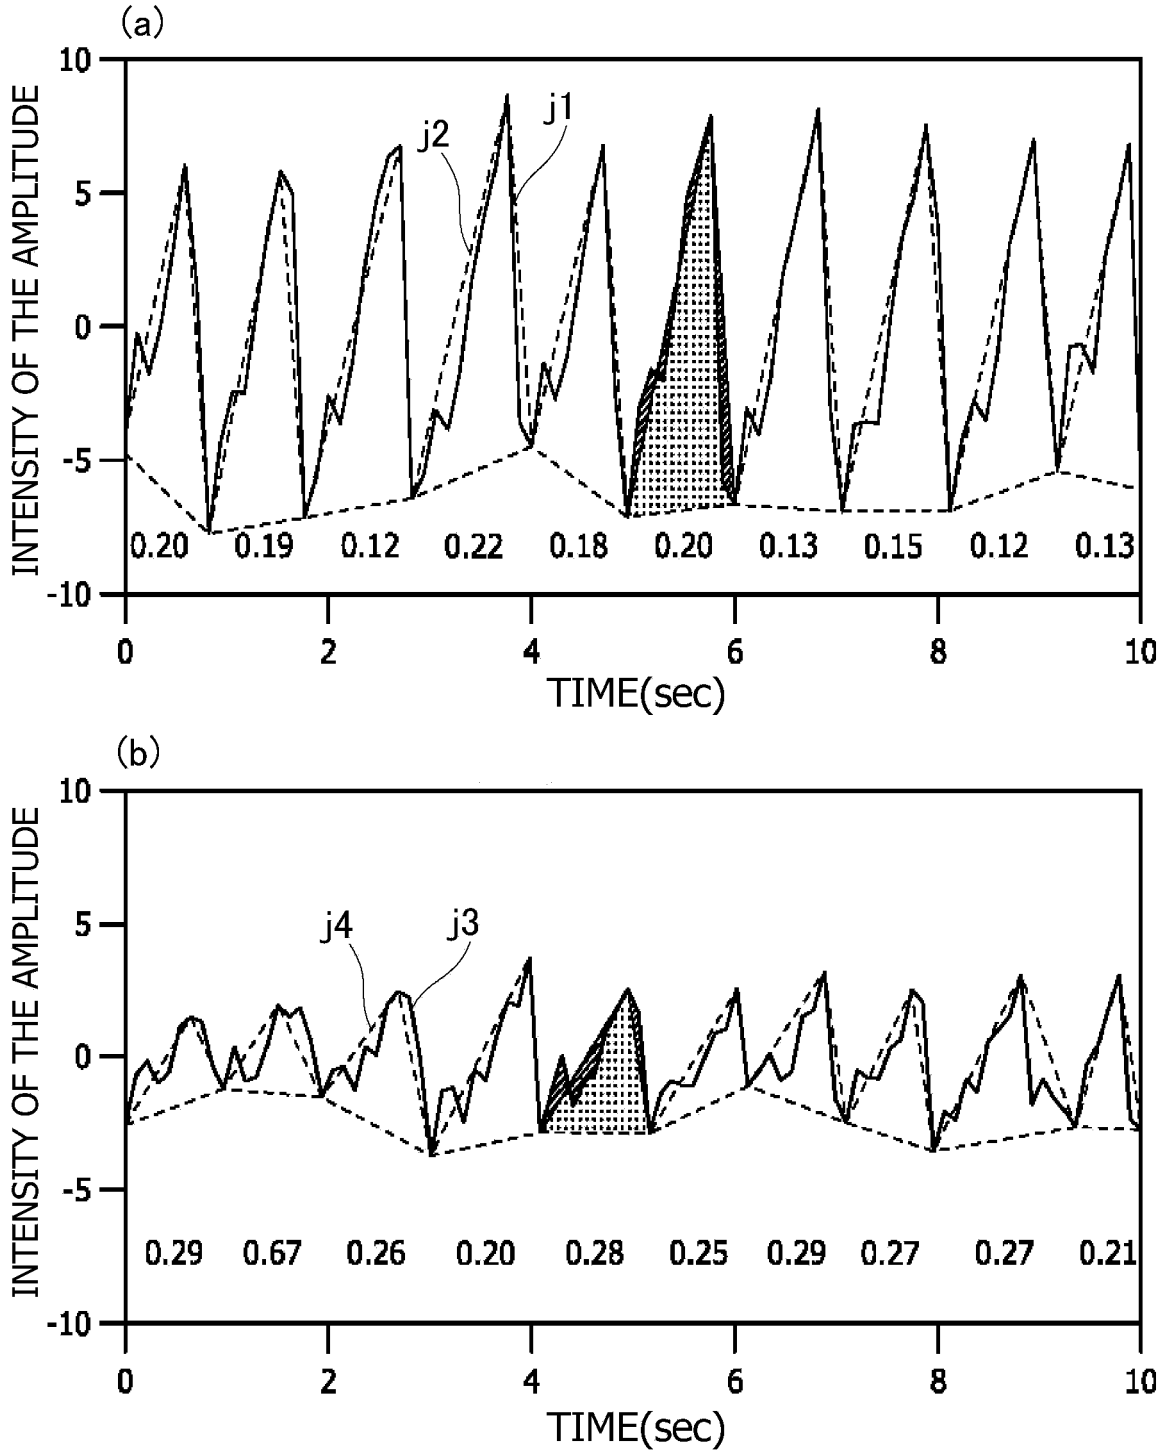 (a)
INTENSITY OF THE AMPLITUDE
10
5
0
-5
-10
j2
j1
0.20 0.19 0.12 0.22 0.18 0.20 0.13 0.15 0.12 0.13
0 2 4 6 8 10
TIME(sec)
(b)
INTENSITY OF THE AMPLITUDE
10
5
0
-5
-10
j4
j3
0.29 0.67 0.26 0.20 0.28 0.25 0.29 0.27 0.27 0.21
0 2 4 6 8 10
TIME(sec)